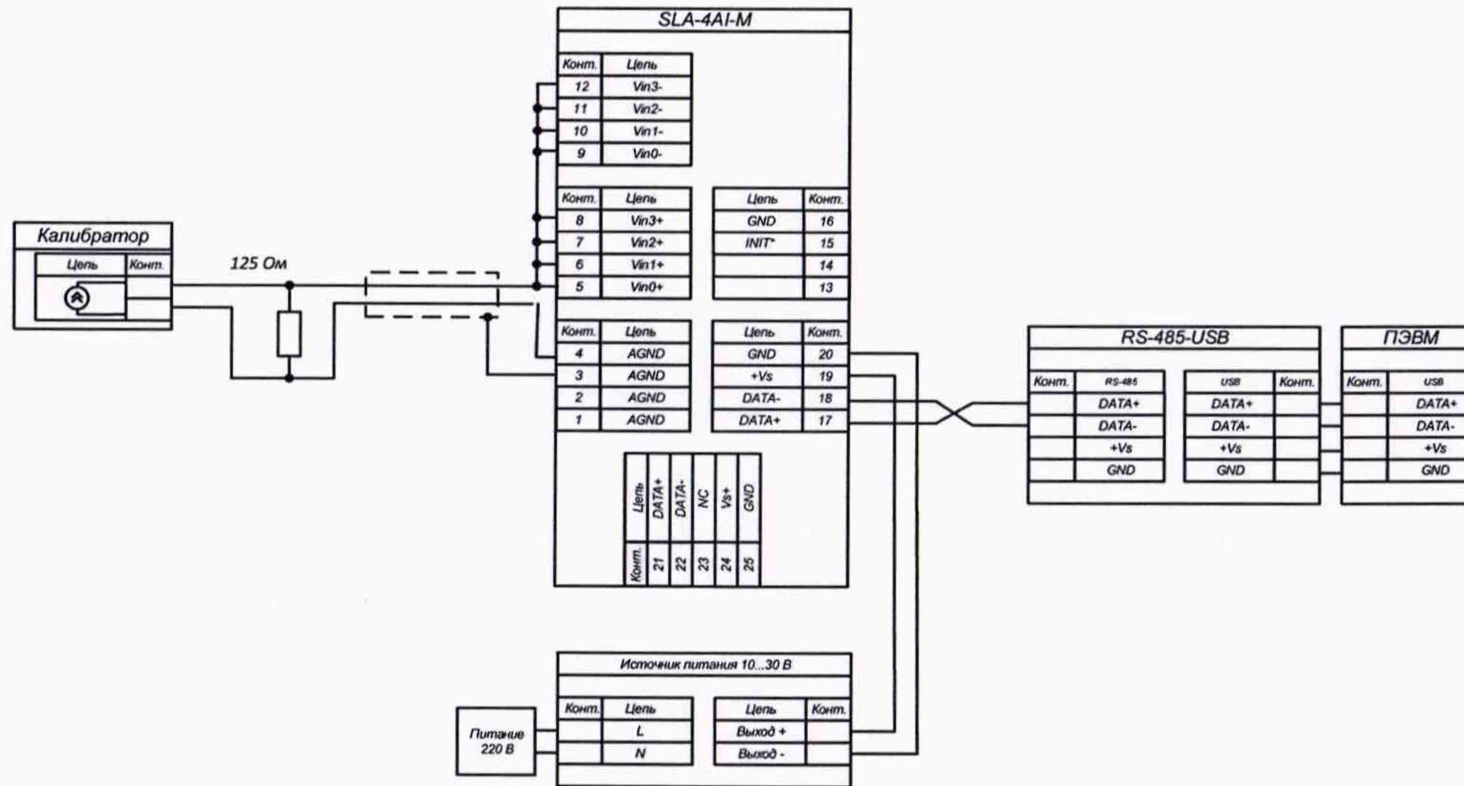 SLA-4AI-M
Конт. Цепь
12 Vin3-
11 Vin2-
10 Vin1-
9 Vin0-
Конт. Цепь
8 Vin3+
7 Vin2+
6 Vin1+
5 Vin0+
Цепь Конт.
GND 16
INIT* 15
14
13
Калибратор
Цепь Конт.
125 Ом
Конт. Цепь
4 AGND
3 AGND
2 AGND
1 AGND
Цепь Конт.
GND 20
+Vs 19
DATA- 18
DATA+ 17
Конт. Цепь
21 DATA+
22 DATA-
23 NC
24 Vs+
25 GND
RS-485-USB
Конт. RS-485
DATA+
DATA-
+Vs
GND
USB Конт.
DATA+
DATA-
+Vs
GND
ПЭВМ
Конт. USB
DATA+
DATA-
+Vs
GND
Источник питания 10...30 В
Конт. Цепь
L
N
Цепь Конт.
Выход +
Выход -
Питание
220 В